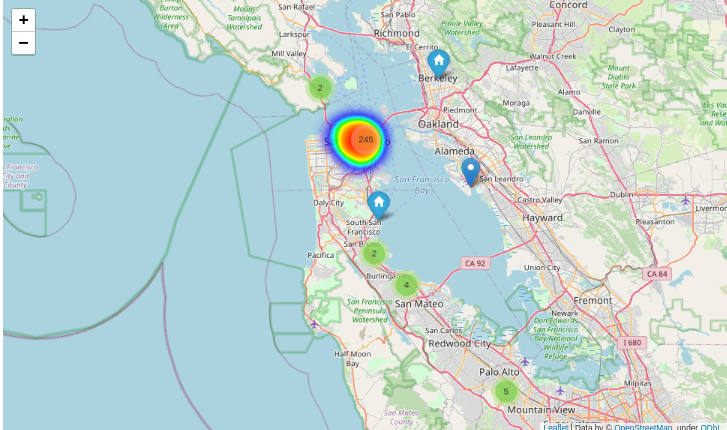 +
−
Burton
Wilderness
Area
Mount
Tamalpais
Watershed
San Rafael
Larkspur
Mill Valley
San Pablo
Richmond
El Cerrito
Pinole Valley
Watershed
Concord
Pleasant Hill
Clayton
Walnut Creek
Lafayette
Mount
Diablo
State Park
Berkeley
2
Alamo
Moraga
Danville
Piedmont
Oakland
245
San Leandro
Watershed
San Ramon
Alameda
San Francisco
Bay
San Leandro
Castro Valley
Dublin
Livermore
Francisco
City and
County
Daly City
South San
Francisco
Hayward
Pleasanton
San Bruno
2
Pacifica
CA 92
Union City
CA 84
Burlingame
4
San Mateo
San Francisco
Peninsula
Watershed
Fremont
Newark
Don Edwards
San Francisco
Bay National
Wildlife
Refuge
San Carlos
Redwood City
I 680
Half Moon
Bay
Palo Alto
Milpitas
5
San Mateo
County
Mountain View
Leaflet | Data by © OpenStreetMap, under ODbL